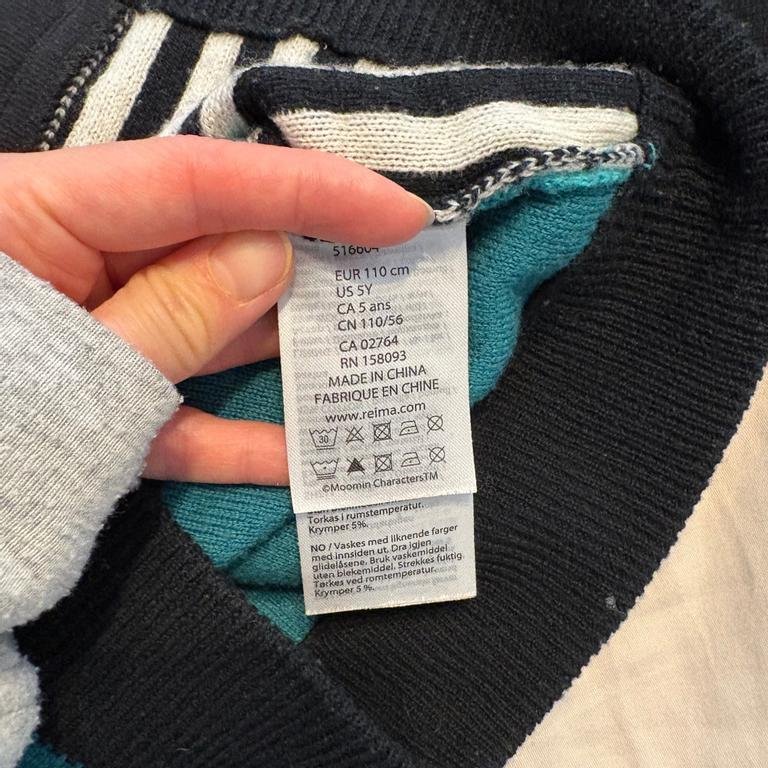 516604
EUR 110 cm
US 5Y
CA 5 ans
CN 110/56
CA 02764
RN 158093
MADE IN CHINA
FABRIQUE EN CHINE
www.reima.com
30
©Moomin Characters™
Torkas i rumstemperatur.
Krymper 5%.
NO / Vaskes med liknende farger
med innsiden ut. Dra igjen
glidelåsene. Bruk vaskemiddel
uten blekemiddel. Strekkes fuktig.
Tørkes ved romtemperatur.
Krymper 5 %.